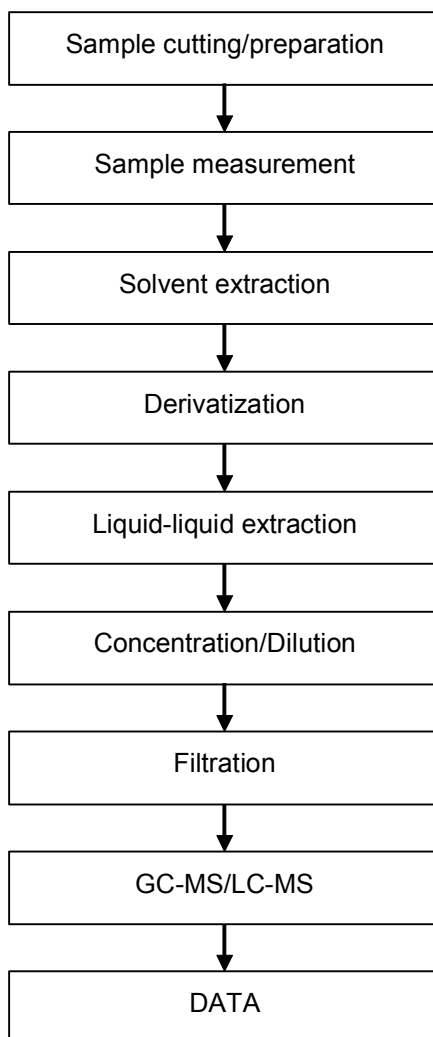 Sample cutting/preparation
Sample measurement
Solvent extraction
Derivatization
Liquid-liquid extraction
Concentration/Dilution
Filtration
GC-MS/LC-MS
DATA